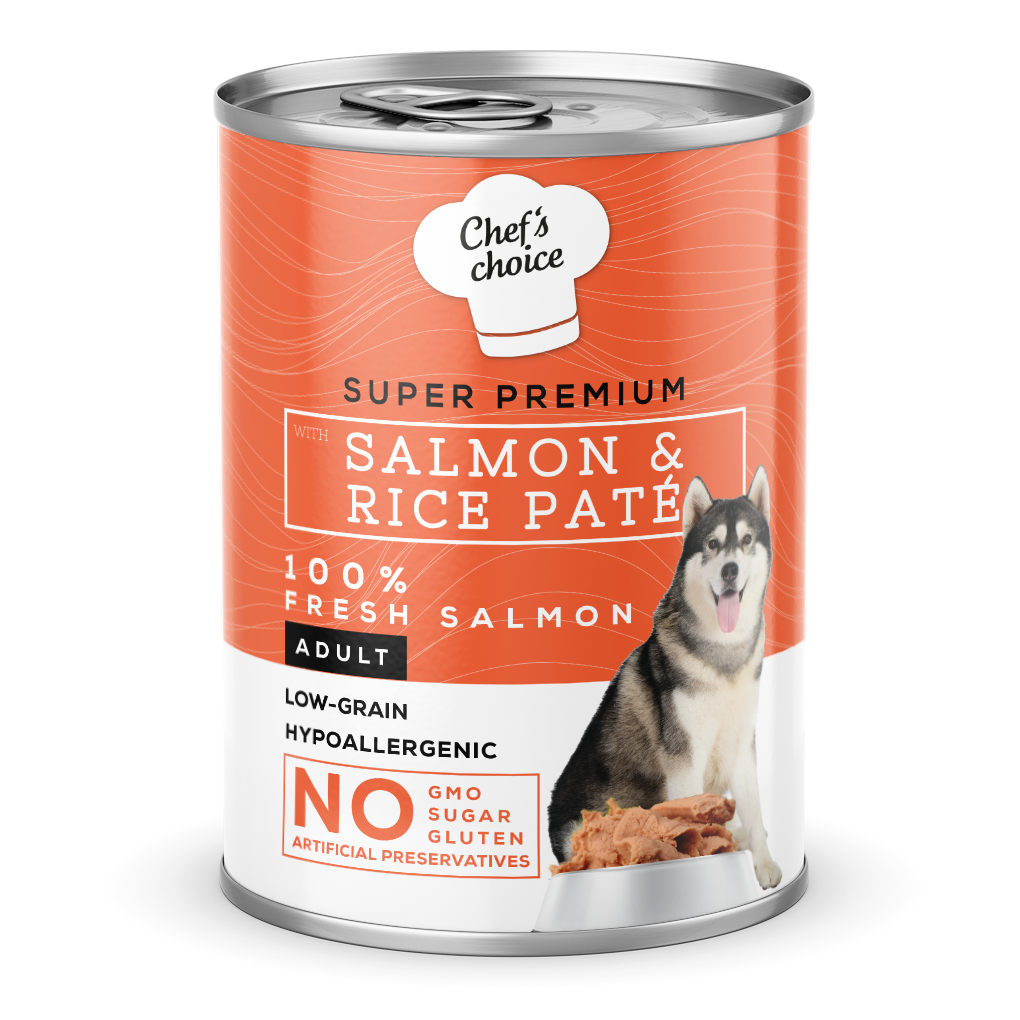 Chef's
choice
SUPER PREMIUM
WITH
SALMON &
RICE PATÉ
100%
FRESH SALMON
ADULT
LOW-GRAIN
HYPOALLERGENIC
NO
GMO
SUGAR
GLUTEN
ARTIFICIAL PRESERVATIVES